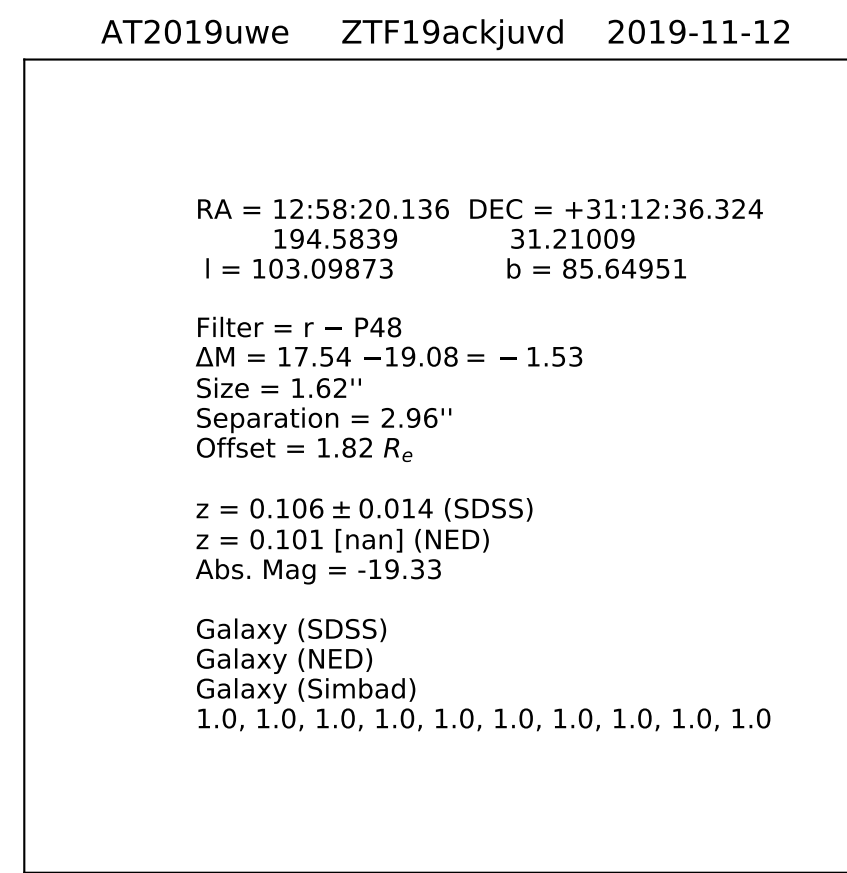 AT2019uwe ZTF19ackjuvd 2019-11-12
RA = 12:58:20.136 DEC = +31:12:36.324
194.5839 31.21009
l = 103.09873 b = 85.64951
Filter = r − P48
ΔM = 17.54 −19.08 = − 1.53
Size = 1.62''
Separation = 2.96''
Offset = 1.82 Rₑ
z = 0.106 ± 0.014 (SDSS)
z = 0.101 [nan] (NED)
Abs. Mag = -19.33
Galaxy (SDSS)
Galaxy (NED)
Galaxy (Simbad)
1.0, 1.0, 1.0, 1.0, 1.0, 1.0, 1.0, 1.0, 1.0, 1.0